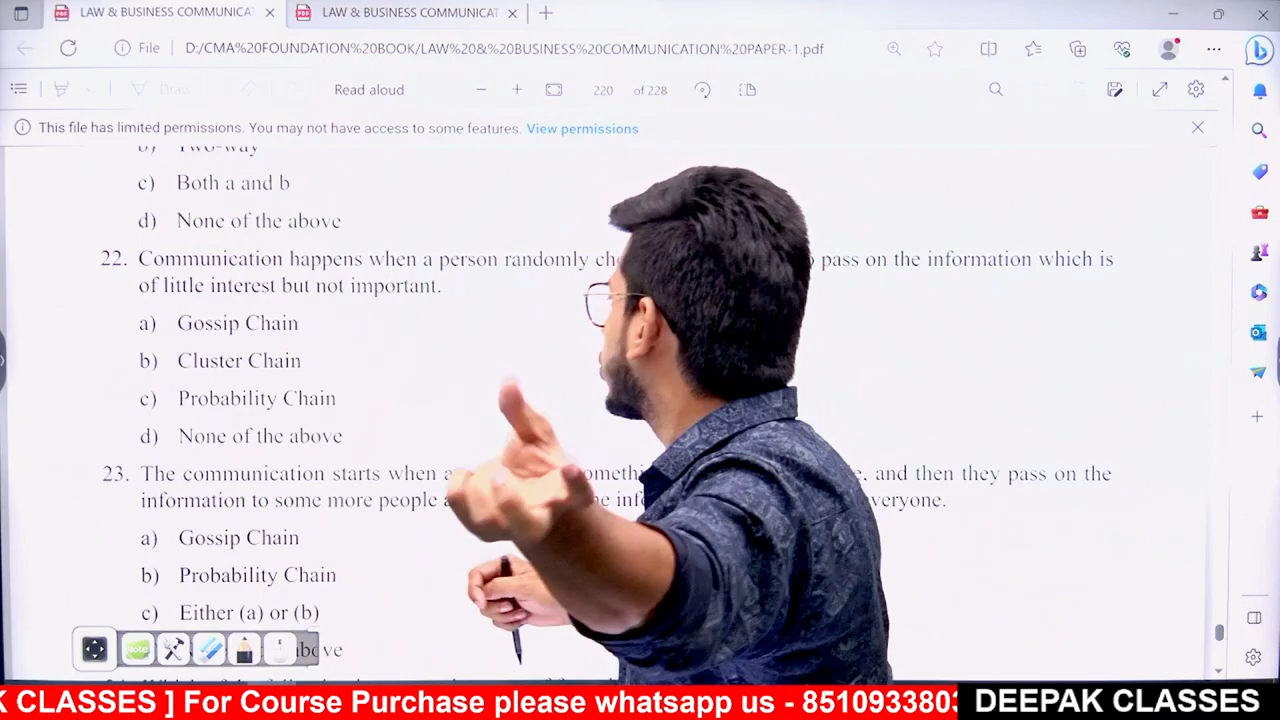 LAW & BUSINESS COMMUNICAT
LAW & BUSINESS COMMUNICAT
File D:/CMA%20FOUNDATION%20BOOK/LAW%20&%20BUSINESS%20COMMUNICATION%20PAPER-1.pdf
Draw Read aloud 220 of 228
This file has limited permissions. You may not have access to some features. View permissions
b) Two-way
c) Both a and b
d) None of the above
22. Communication happens when a person randomly pass on the information which is
of little interest but not important.
a) Gossip Chain
b) Cluster Chain
c) Probability Chain
d) None of the above
23. The communication starts when and then they pass on the
information to some more people everyone.
a) Gossip Chain
b) Probability Chain
c) Either (a) or (b)
above
Note
K CLASSES ] For Course Purchase please whatsapp us - 851093380
DEEPAK CLASSES